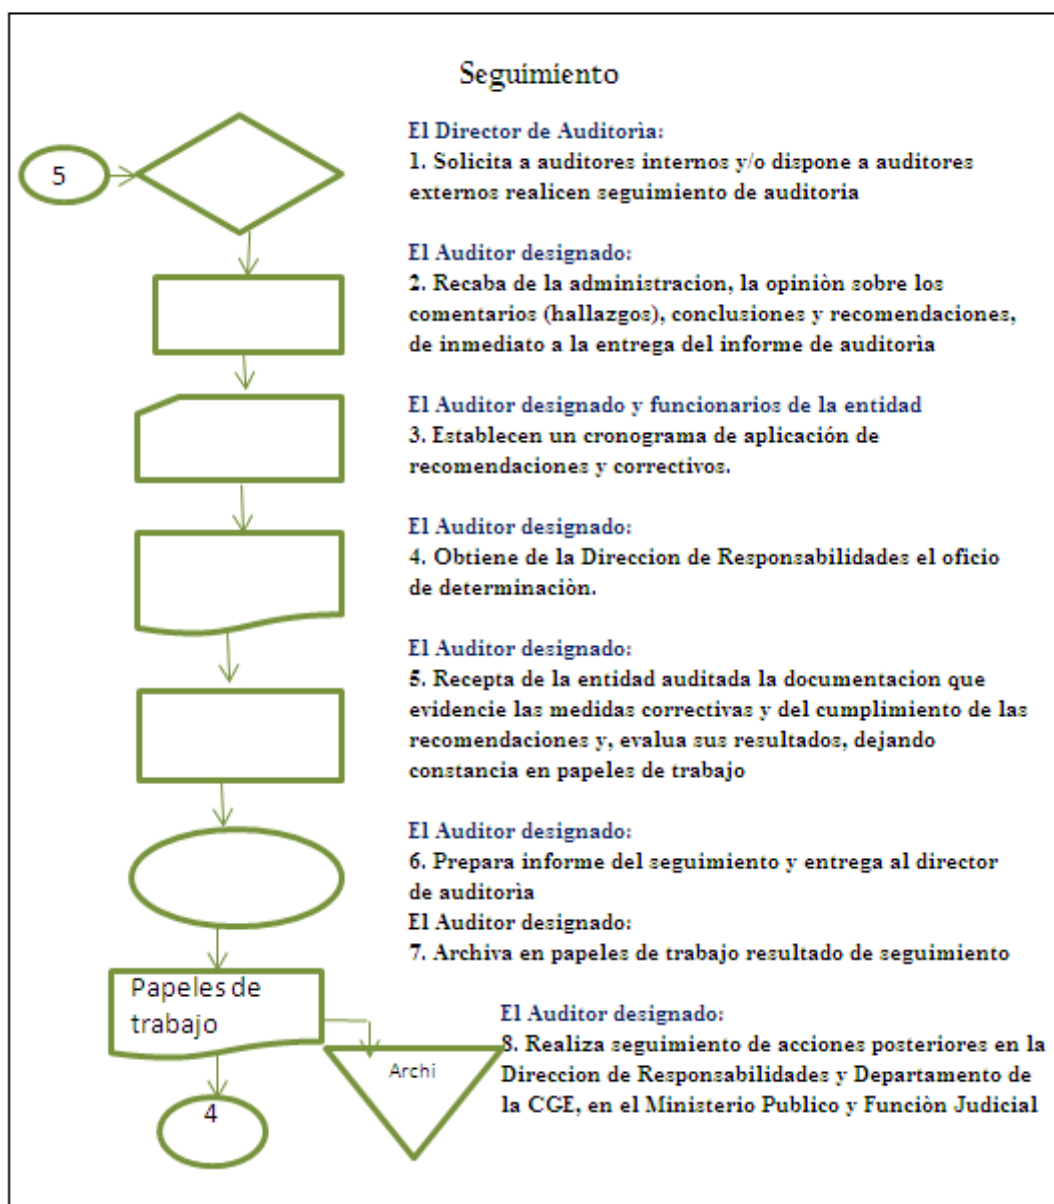 Seguimiento
5
El Director de Auditorìa:
1. Solicita a auditores internos y/o dispone a auditores
externos realicen seguimiento de auditoria
El Auditor designado:
2. Recaba de la administracion, la opiniòn sobre los
comentarios (hallazgos), conclusiones y recomendaciones,
de inmediato a la entrega del informe de auditorìa
El Auditor designado y funcionarios de la entidad
3. Establecen un cronograma de aplicación de
recomendaciones y correctivos.
El Auditor designado:
4. Obtiene de la Direccion de Responsabilidades el oficio
de determinaciòn.
El Auditor designado:
5. Recepta de la entidad auditada la documentacion que
evidencie las medidas correctivas y del cumplimiento de las
recomendaciones y, evalua sus resultados, dejando
constancia en papeles de trabajo
El Auditor designado:
6. Prepara informe del seguimiento y entrega al director
de auditorìa
El Auditor designado:
7. Archiva en papeles de trabajo resultado de seguimiento
Papeles de
trabajo
Archi
4
El Auditor designado:
8. Realiza seguimiento de acciones posteriores en la
Direccion de Responsabilidades y Departamento de
la CGE, en el Ministerio Publico y Funciòn Judicial